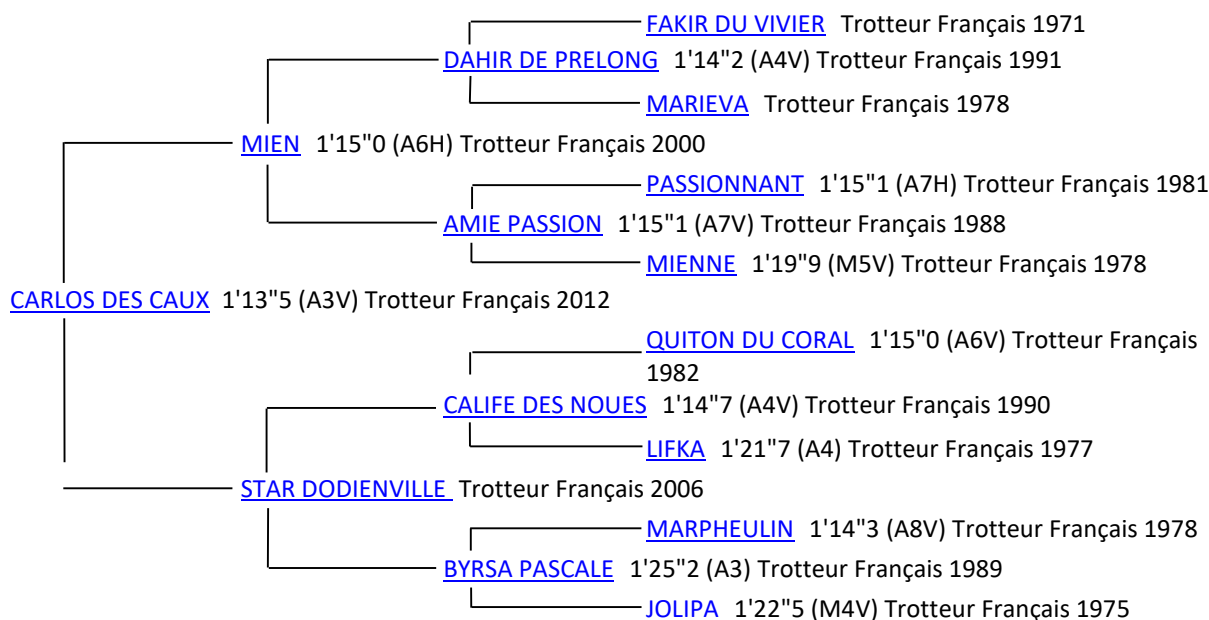 FAKIR DU VIVIER Trotteur Français 1971
DAHIR DE PRELONG 1'14"2 (A4V) Trotteur Français 1991
MARIEVA Trotteur Français 1978
MIEN 1'15"0 (A6H) Trotteur Français 2000
PASSIONNANT 1'15"1 (A7H) Trotteur Français 1981
AMIE PASSION 1'15"1 (A7V) Trotteur Français 1988
MIENNE 1'19"9 (M5V) Trotteur Français 1978
CARLOS DES CAUX 1'13"5 (A3V) Trotteur Français 2012
QUITON DU CORAL 1'15"0 (A6V) Trotteur Français
1982
CALIFE DES NOUES 1'14"7 (A4V) Trotteur Français 1990
LIFKA 1'21"7 (A4) Trotteur Français 1977
STAR DODIENVILLE Trotteur Français 2006
MARPHEULIN 1'14"3 (A8V) Trotteur Français 1978
BYRSA PASCALE 1'25"2 (A3) Trotteur Français 1989
JOLIPA 1'22"5 (M4V) Trotteur Français 1975